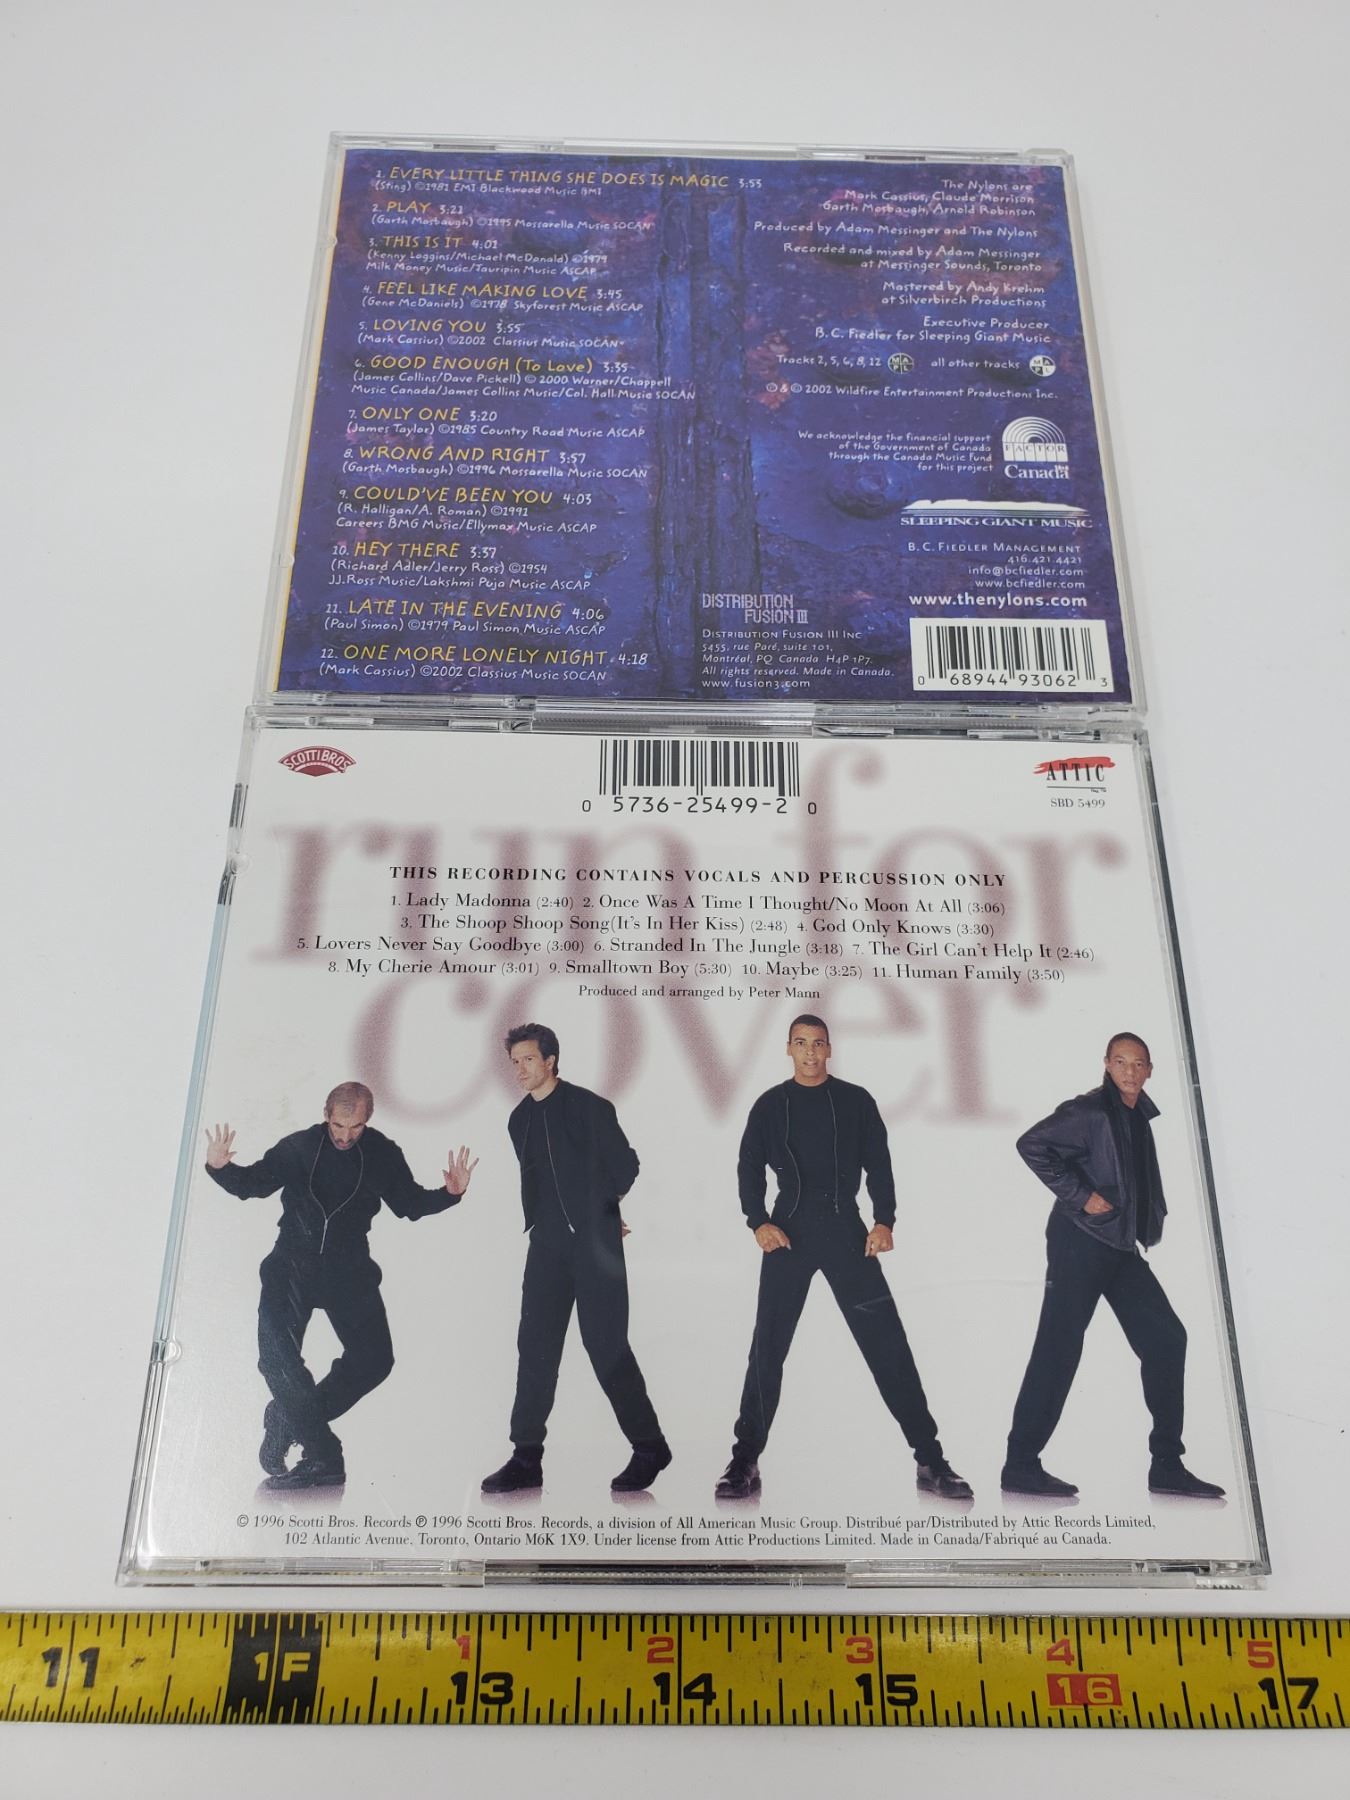 1. EVERY LITTLE THING SHE DOES IS MAGIC 3:53
(Sting) ©1981 EMI Blackwood Music BMI
2. PLAY 3:21
(Garth Mosbaugh) ©1995 Mossarella Music SOCAN
3. THIS IS IT 4:01
(Kenny Loggins/Michael McDonald) ©1979
Milk Money Music/Tauripin Music ASCAP
4. FEEL LIKE MAKING LOVE 3:45
(Gene McDaniels) ©1978 Skyforest Music ASCAP
5. LOVING YOU 3:55
(Mark Cassius) ©2002 Classius Music SOCAN
6. GOOD ENOUGH (To Love) 3:35
(James Collins/Dave Pickell) © 2000 Warner/Chappell
Music Canada/James Collins Music/Col. Hall Music SOCAN
7. ONLY ONE 3:20
(James Taylor) ©1985 Country Road Music ASCAP
8. WRONG AND RIGHT 3:57
(Garth Mosbaugh) ©1996 Mossarella Music SOCAN
9. COULD'VE BEEN YOU 4:03
(R. Halligan/A. Roman) ©1991
Careers BMG Music/Ellymax Music ASCAP
10. HEY THERE 3:37
(Richard Adler/Jerry Ross) ©1954
JJ.Ross Music/Lakshmi Puja Music ASCAP
11. LATE IN THE EVENING 4:06
(Paul Simon) ©1979 Paul Simon Music ASCAP
12. ONE MORE LONELY NIGHT 4:18
(Mark Cassius) ©2002 Classius Music SOCAN
The Nylons are
Mark Cassius, Claude Morrison
Garth Mosbaugh, Arnold Robinson
Produced by Adam Messinger and The Nylons
Recorded and mixed by Adam Messinger
at Messinger Sounds, Toronto
Mastered by Andy Krehm
at Silverbirch Productions
Executive Producer
B.C. Fiedler for Sleeping Giant Music
Tracks 2, 5, 6, 8, 12 MAPL all other tracks MAPL
℗ & © 2002 Wildfire Entertainment Productions Inc.
We acknowledge the financial support
of the Government of Canada
through the Canada Music Fund
for this project
FACTOR
Canada
SLEEPING GIANT MUSIC
B.C. FIEDLER MANAGEMENT
416.421.4421
info@bcfiedler.com
www.bcfiedler.com
www.thenylons.com
DISTRIBUTION
FUSION III
DISTRIBUTION FUSION III INC
5455, rue Paré, suite 101,
Montréal, PQ Canada H4P 1P7.
All rights reserved. Made in Canada.
www.fusion3.com
0 68944 93062 3
SCOTTI BROS
0 5736-25499-2 0
ATTIC
SBD 5499
run for
cover
THIS RECORDING CONTAINS VOCALS AND PERCUSSION ONLY
1. Lady Madonna (2:40) 2. Once Was A Time I Thought/No Moon At All (3:06)
3. The Shoop Shoop Song(It's In Her Kiss) (2:48) 4. God Only Knows (3:30)
5. Lovers Never Say Goodbye (3:00) 6. Stranded In The Jungle (3:18) 7. The Girl Can't Help It (2:46)
8. My Cherie Amour (3:01) 9. Smalltown Boy (5:30) 10. Maybe (3:25) 11. Human Family (3:50)
Produced and arranged by Peter Mann
© 1996 Scotti Bros. Records ℗ 1996 Scotti Bros. Records, a division of All American Music Group. Distribué par/Distributed by Attic Records Limited,
102 Atlantic Avenue, Toronto, Ontario M6K 1X9. Under license from Attic Productions Limited. Made in Canada/Fabriqué au Canada.
1 2 3 4 5
11 1F 13 14 15 16 17